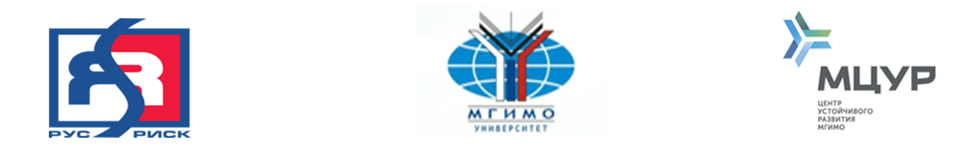 РУС РИСК
МГИМО
УНИВЕРСИТЕТ
МЦУР
ЦЕНТР
УСТОЙЧИВОГО
РАЗВИТИЯ
МГИМО